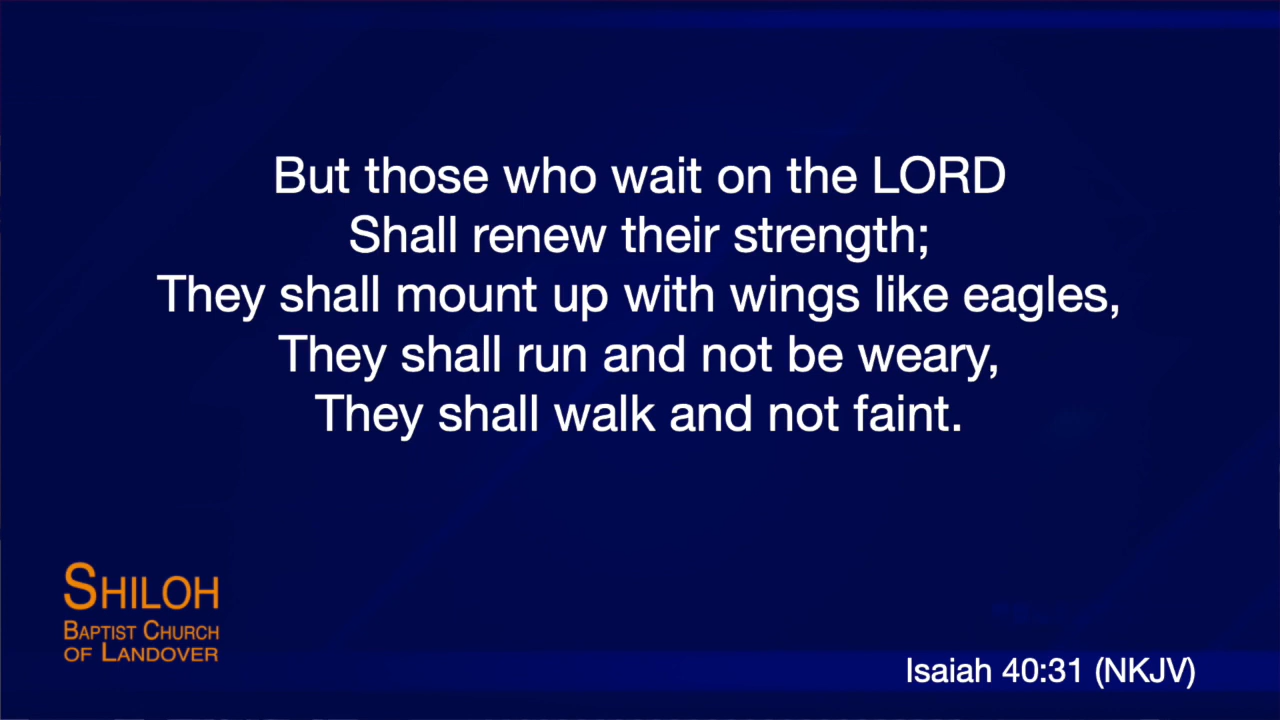 But those who wait on the LORD
Shall renew their strength;
They shall mount up with wings like eagles,
They shall run and not be weary,
They shall walk and not faint.
SHILOH
BAPTIST CHURCH
OF LANDOVER
Isaiah 40:31 (NKJV)